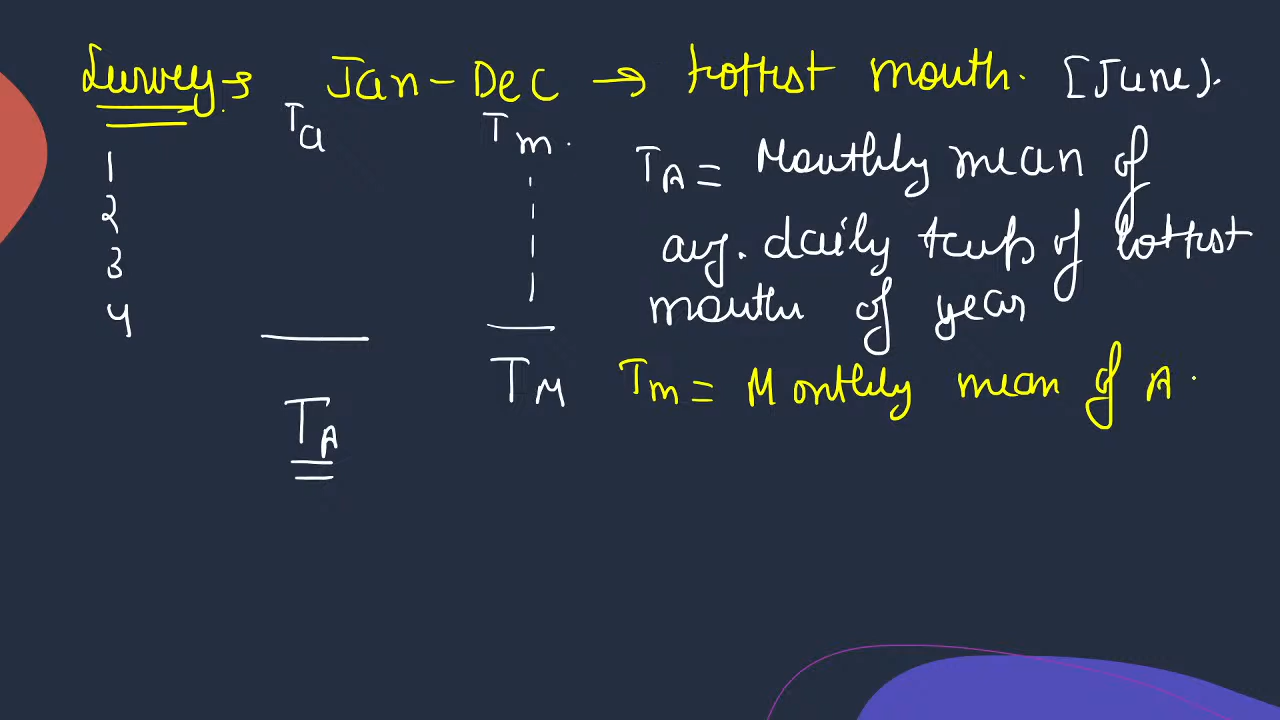 Survey → Jan - Dec → hottest month. [June).
Ta Tm.
1
2
3
4
TA
TM
TA = Monthly mean of
avg. daily temp of hottest
month of year
Tm = Monthly mean of A.